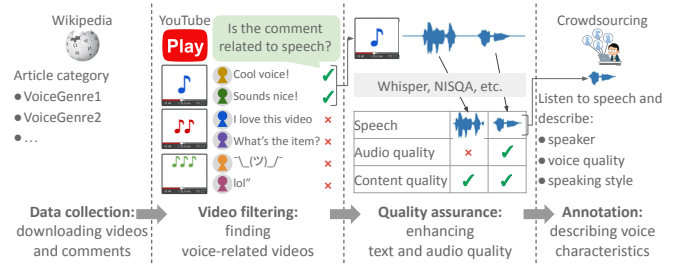 Wikipedia
Article category
● VoiceGenre1
● VoiceGenre2
● ...
YouTube
Play
Is the comment
related to speech?
Cool voice!
Sounds nice!
I love this video
What's the item?
¯\_(ツ)_/¯
lol"
Whisper, NISQA, etc.
Speech
Audio quality
Content quality
Crowdsourcing
Listen to speech and
describe:
● speaker
● voice quality
● speaking style
Data collection:
downloading videos
and comments
Video filtering:
finding
voice-related videos
Quality assurance:
enhancing
text and audio quality
Annotation:
describing voice
characteristics